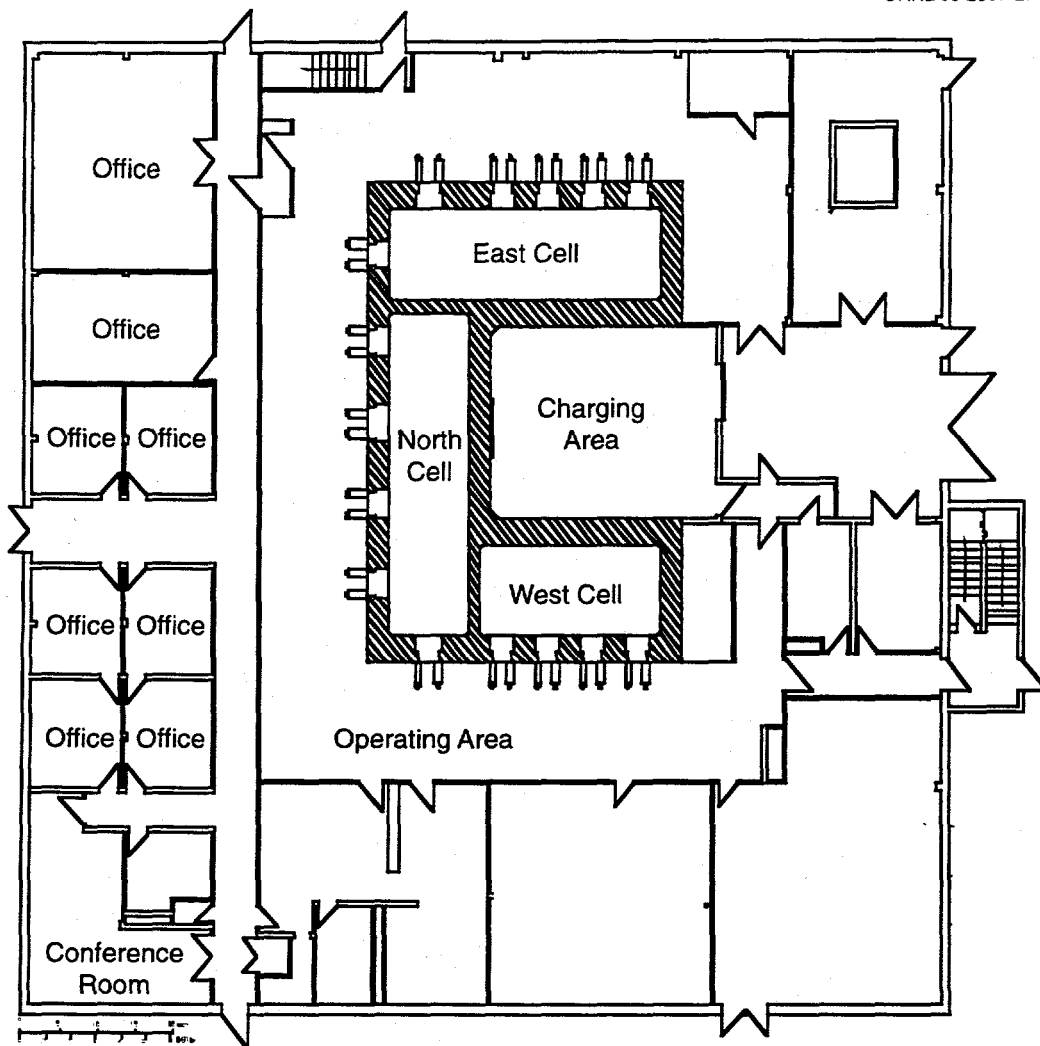 Office
East Cell
Office
Office
Office
North
Cell
Charging
Area
Office
Office
West Cell
Office
Office
Operating Area
Conference
Room